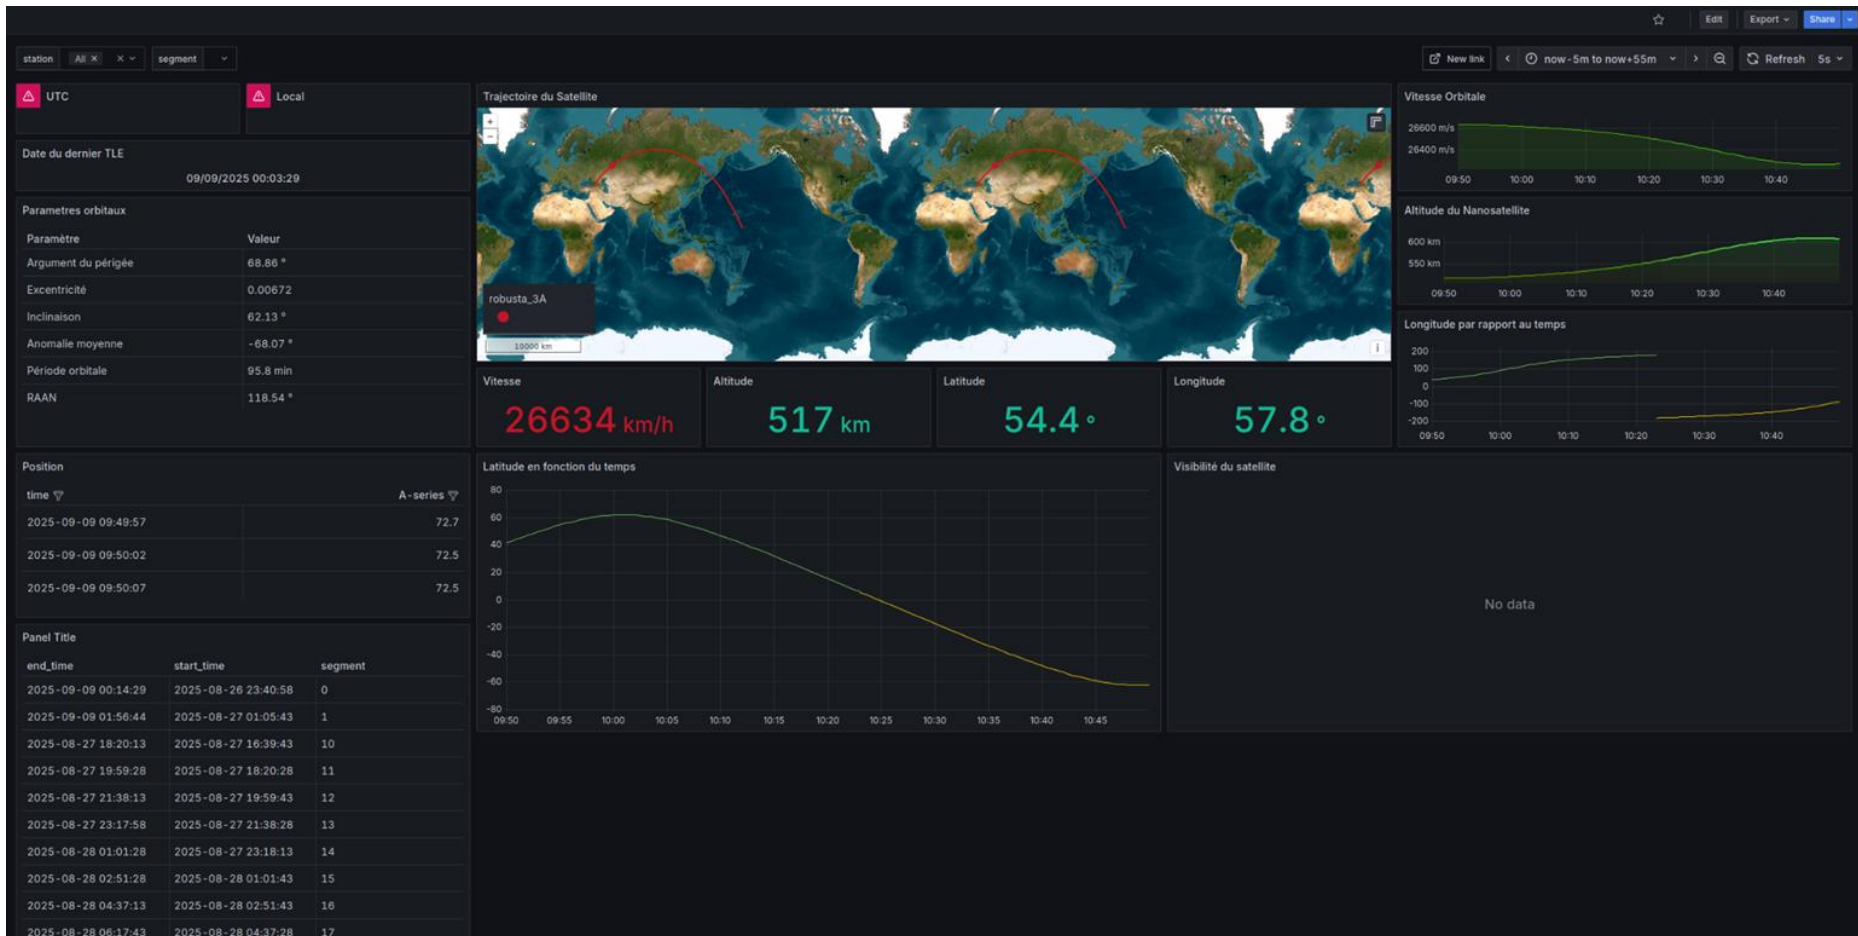 Edit
Export
Share
station
All ×
segment
New link
now-5m to now+55m
Refresh
5s
UTC
Local
Date du dernier TLE
09/09/2025 00:03:29
Parametres orbitaux
Paramètre Valeur
Argument du périgée 68.86 °
Excentricité 0.00672
Inclinaison 62.13 °
Anomalie moyenne -68.07 °
Période orbitale 95.8 min
RAAN 118.54 °
Position
time A-series
2025-09-09 09:49:57 72.7
2025-09-09 09:50:02 72.5
2025-09-09 09:50:07 72.5
Panel Title
end_time start_time segment
2025-09-09 00:14:29 2025-08-26 23:40:58 0
2025-09-09 01:56:44 2025-08-27 01:05:43 1
2025-08-27 18:20:13 2025-08-27 16:39:43 10
2025-08-27 19:59:28 2025-08-27 18:20:28 11
2025-08-27 21:38:13 2025-08-27 19:59:43 12
2025-08-27 23:17:58 2025-08-27 21:38:28 13
2025-08-28 01:01:28 2025-08-27 23:18:13 14
2025-08-28 02:51:28 2025-08-28 01:01:43 15
2025-08-28 04:37:13 2025-08-28 02:51:43 16
2025-08-28 06:17:43 2025-08-28 04:37:28 17
Trajectoire du Satellite
+
-
robusta_3A
10000 km
i
Vitesse
26634 km/h
Altitude
517 km
Latitude
54.4 °
Longitude
57.8 °
Latitude en fonction du temps
80
60
40
20
0
-20
-40
-60
-80
09:50 09:55 10:00 10:05 10:10 10:15 10:20 10:25 10:30 10:35 10:40 10:45
Visibilité du satellite
No data
Vitesse Orbitale
26600 m/s
26400 m/s
09:50 10:00 10:10 10:20 10:30 10:40
Altitude du Nanosatellite
600 km
550 km
09:50 10:00 10:10 10:20 10:30 10:40
Longitude par rapport au temps
200
100
0
-100
-200
09:50 10:00 10:10 10:20 10:30 10:40